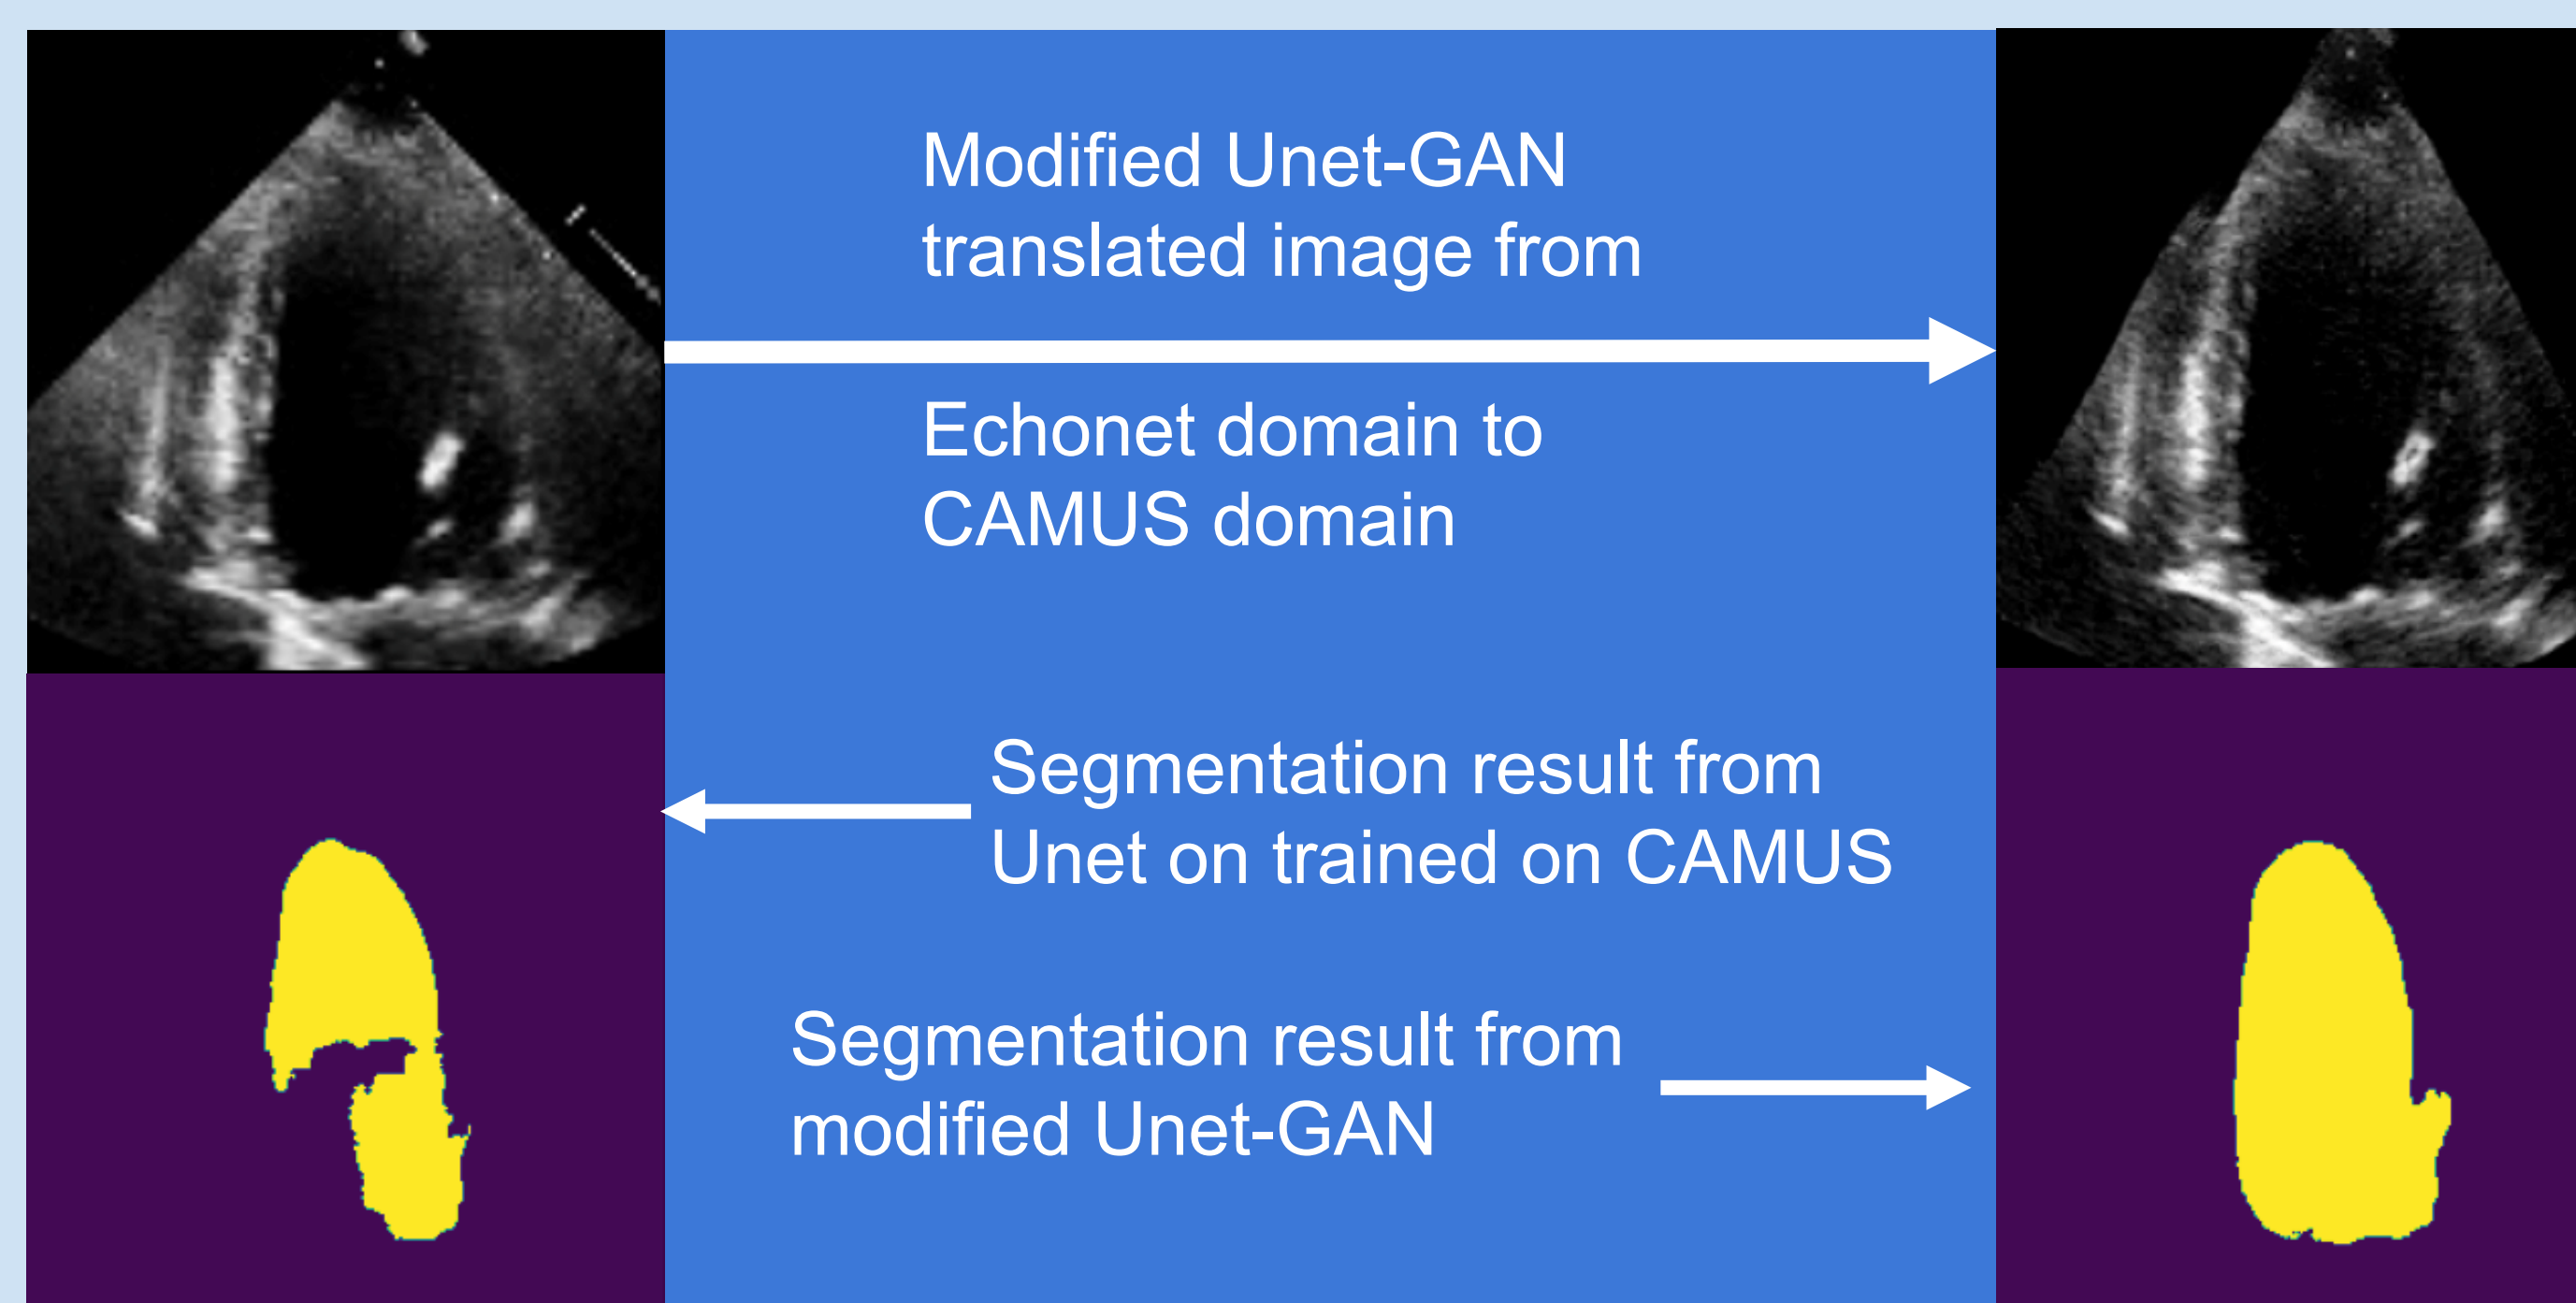 Modified Unet-GAN
translated image from
Echonet domain to
CAMUS domain
Segmentation result from
Unet on trained on CAMUS
Segmentation result from
modified Unet-GAN